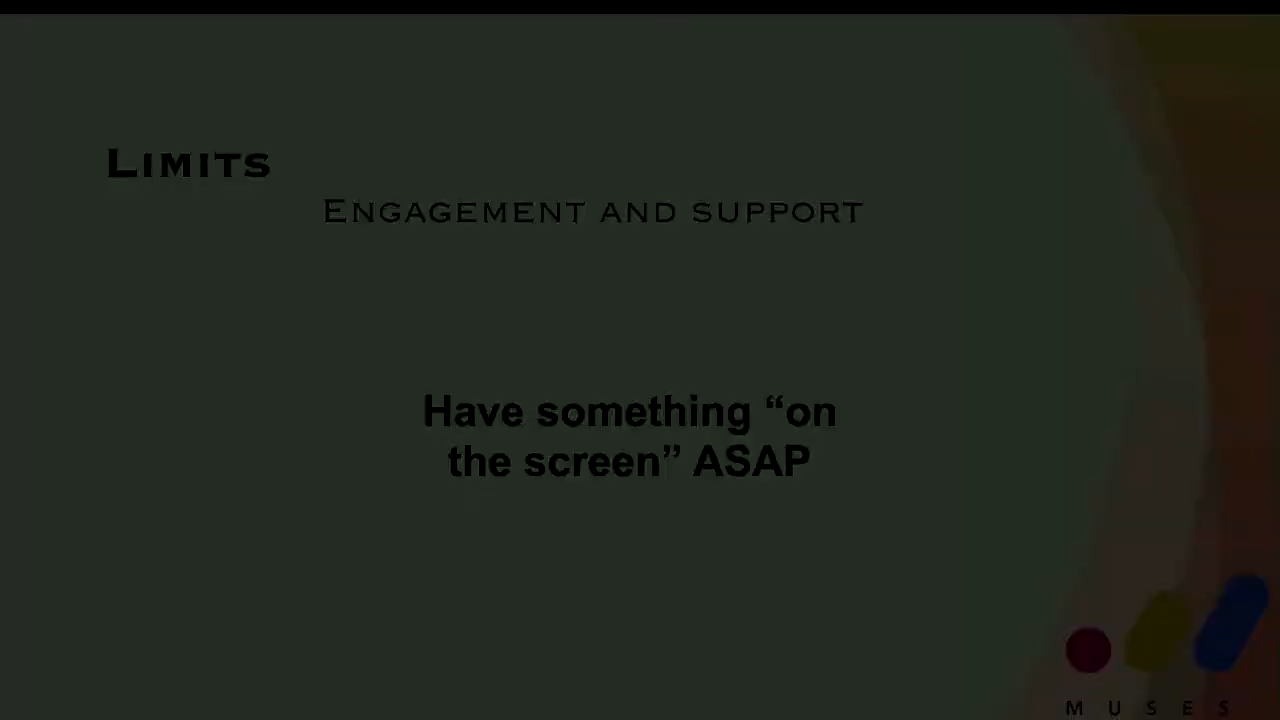 Limits
Engagement and support
Have something “on
the screen” ASAP
MUSES